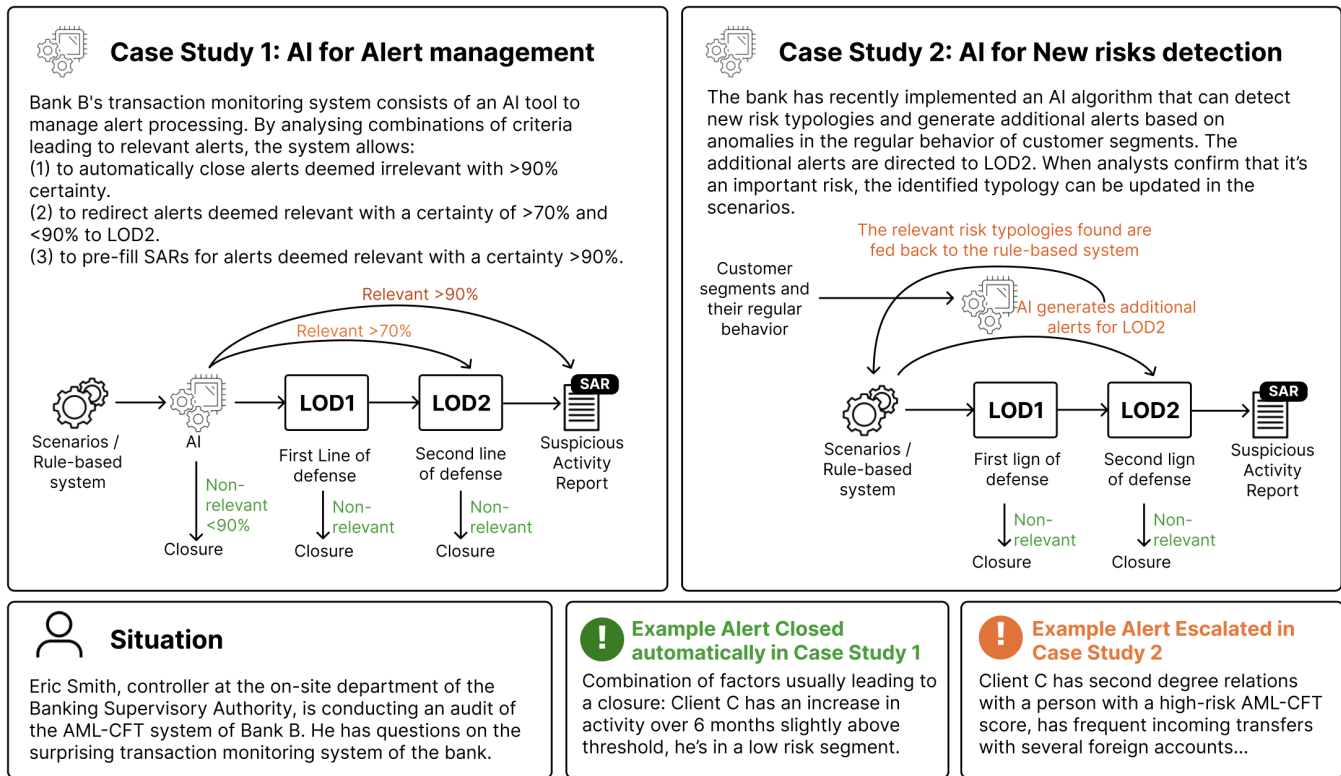 Case Study 1: AI for Alert management
Bank B's transaction monitoring system consists of an AI tool to
manage alert processing. By analysing combinations of criteria
leading to relevant alerts, the system allows:
(1) to automatically close alerts deemed irrelevant with >90%
certainty.
(2) to redirect alerts deemed relevant with a certainty of >70% and
<90% to LOD2.
(3) to pre-fill SARs for alerts deemed relevant with a certainty >90%.
Relevant >90%
Relevant >70%
LOD1
LOD2
SAR
Scenarios /
Rule-based
system
AI
First Line of
defense
Second line
of defense
Suspicious
Activity
Report
Non-
relevant
<90%
Non-
relevant
Non-
relevant
Closure
Closure
Closure
Case Study 2: AI for New risks detection
The bank has recently implemented an AI algorithm that can detect
new risk typologies and generate additional alerts based on
anomalies in the regular behavior of customer segments. The
additional alerts are directed to LOD2. When analysts confirm that it’s
an important risk, the identified typology can be updated in the
scenarios.
The relevant risk typologies found are
fed back to the rule-based system
Customer
segments and
their regular
behavior
AI generates additional
alerts for LOD2
LOD1
LOD2
SAR
Scenarios /
Rule-based
system
First lign of
defense
Second lign
of defense
Suspicious
Activity
Report
Non-
relevant
Non-
relevant
Closure
Closure
Situation
Eric Smith, controller at the on-site department of the
Banking Supervisory Authority, is conducting an audit of
the AML-CFT system of Bank B. He has questions on the
surprising transaction monitoring system of the bank.
!
Example Alert Closed
automatically in Case Study 1
Combination of factors usually leading to
a closure: Client C has an increase in
activity over 6 months slightly above
threshold, he’s in a low risk segment.
!
Example Alert Escalated in
Case Study 2
Client C has second degree relations
with a person with a high-risk AML-CFT
score, has frequent incoming transfers
with several foreign accounts...